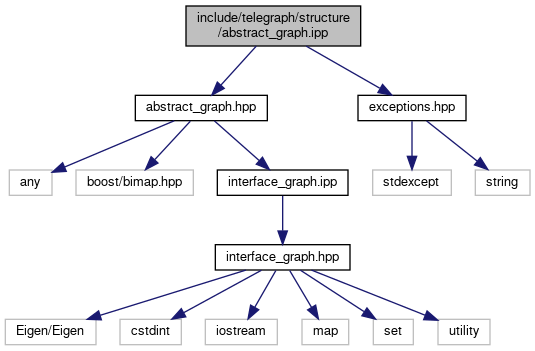 include/telegraph/structure
/abstract_graph.ipp
abstract_graph.hpp
exceptions.hpp
any
boost/bimap.hpp
interface_graph.ipp
stdexcept
string
interface_graph.hpp
Eigen/Eigen
cstdint
iostream
map
set
utility